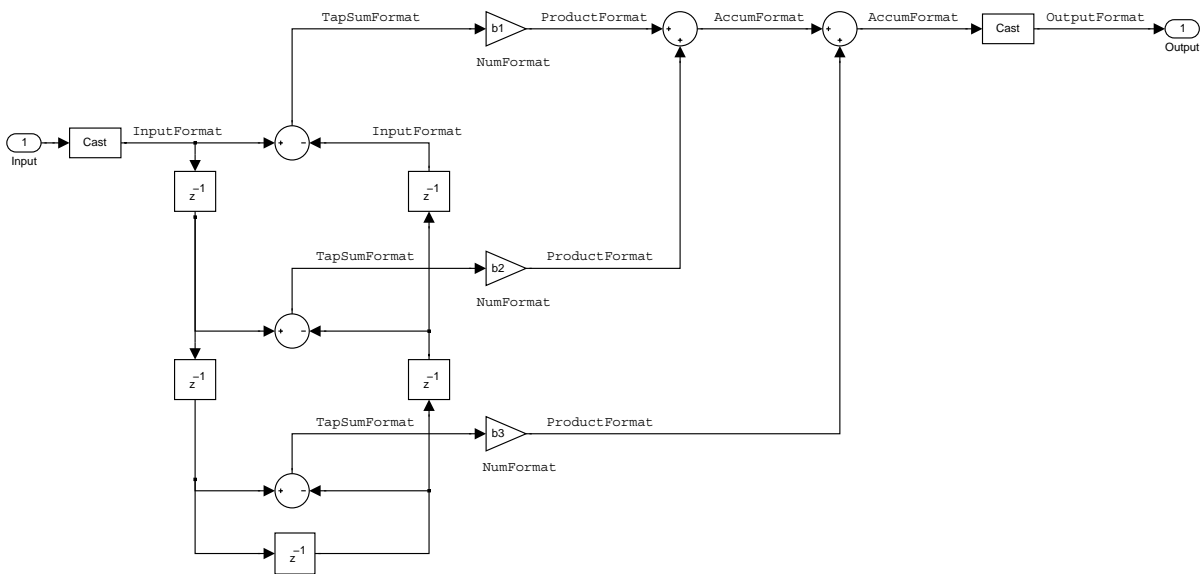 TapSumFormat
b1
ProductFormat
+
+
AccumFormat
+
+
AccumFormat
Cast
OutputFormat
1
Output
NumFormat
1
Input
Cast
InputFormat
+
−
InputFormat
z−1
z−1
TapSumFormat
b2
ProductFormat
NumFormat
+
−
z−1
z−1
TapSumFormat
b3
ProductFormat
NumFormat
+
−
z−1